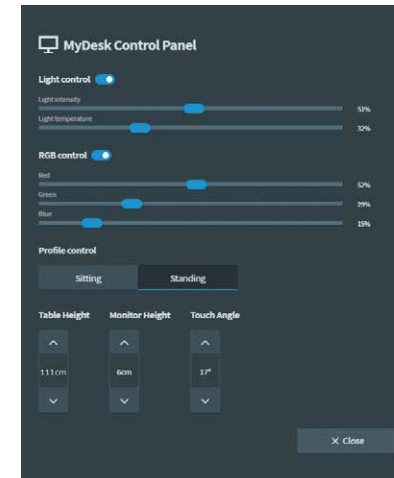 MyDesk Control Panel
Light control
Light intensity
51%
Light temperature
32%
RGB control
Red
52%
Green
29%
Blue
15%
Profile control
Sitting Standing
Table Height Monitor Height Touch Angle
111cm 6cm 17°
× Close